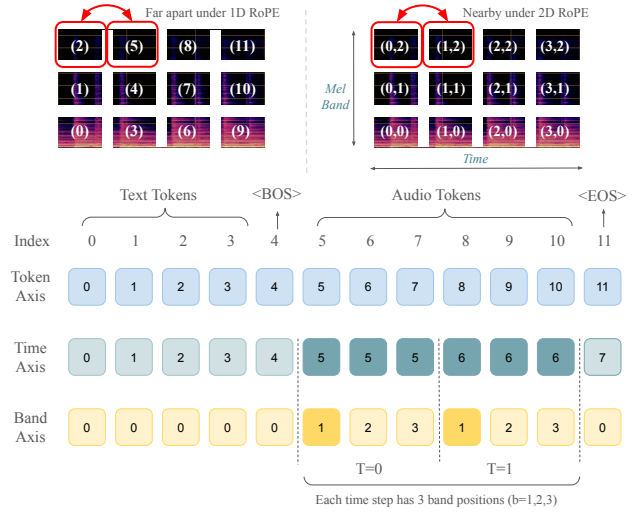 Far apart under 1D RoPE
Nearby under 2D RoPE
(2) (5) (8) (11)
(1) (4) (7) (10)
(0) (3) (6) (9)
Mel
Band
(0,2) (1,2) (2,2) (3,2)
(0,1) (1,1) (2,1) (3,1)
(0,0) (1,0) (2,0) (3,0)
Time
Text Tokens <BOS> Audio Tokens <EOS>
Index 0 1 2 3 4 5 6 7 8 9 10 11
Token
Axis
0 1 2 3 4 5 6 7 8 9 10 11
Time
Axis
0 1 2 3 4 5 5 5 6 6 6 7
Band
Axis
0 0 0 0 0 1 2 3 1 2 3 0
T=0 T=1
Each time step has 3 band positions (b=1,2,3)